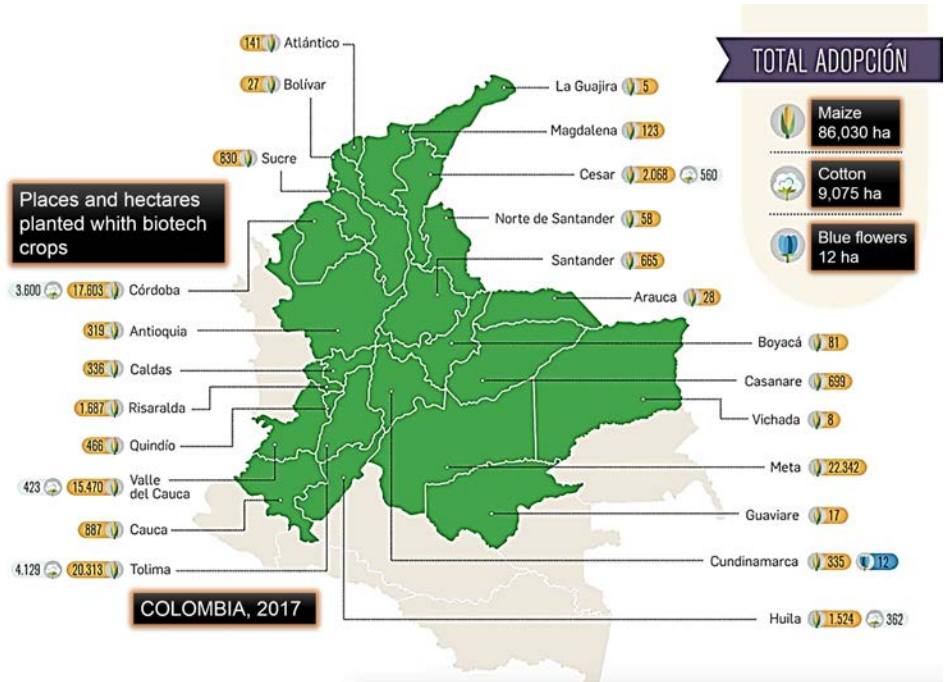 TOTAL ADOPCIÓN
Maize
86,030 ha
Cotton
9,075 ha
Blue flowers
12 ha
Places and hectares
planted whith biotech
crops
141 Atlántico
27 Bolívar
830 Sucre
3.600 17.603 Córdoba
319 Antioquia
336 Caldas
1.687 Risaralda
466 Quindío
423 15.470 Valle
del Cauca
887 Cauca
4.129 20.313 Tolima
La Guajira 5
Magdalena 123
Cesar 2.068 560
Norte de Santander 58
Santander 665
Arauca 28
Boyacá 81
Casanare 699
Vichada 8
Meta 22.342
Guaviare 17
Cundinamarca 335 12
Huila 1.524 362
COLOMBIA, 2017